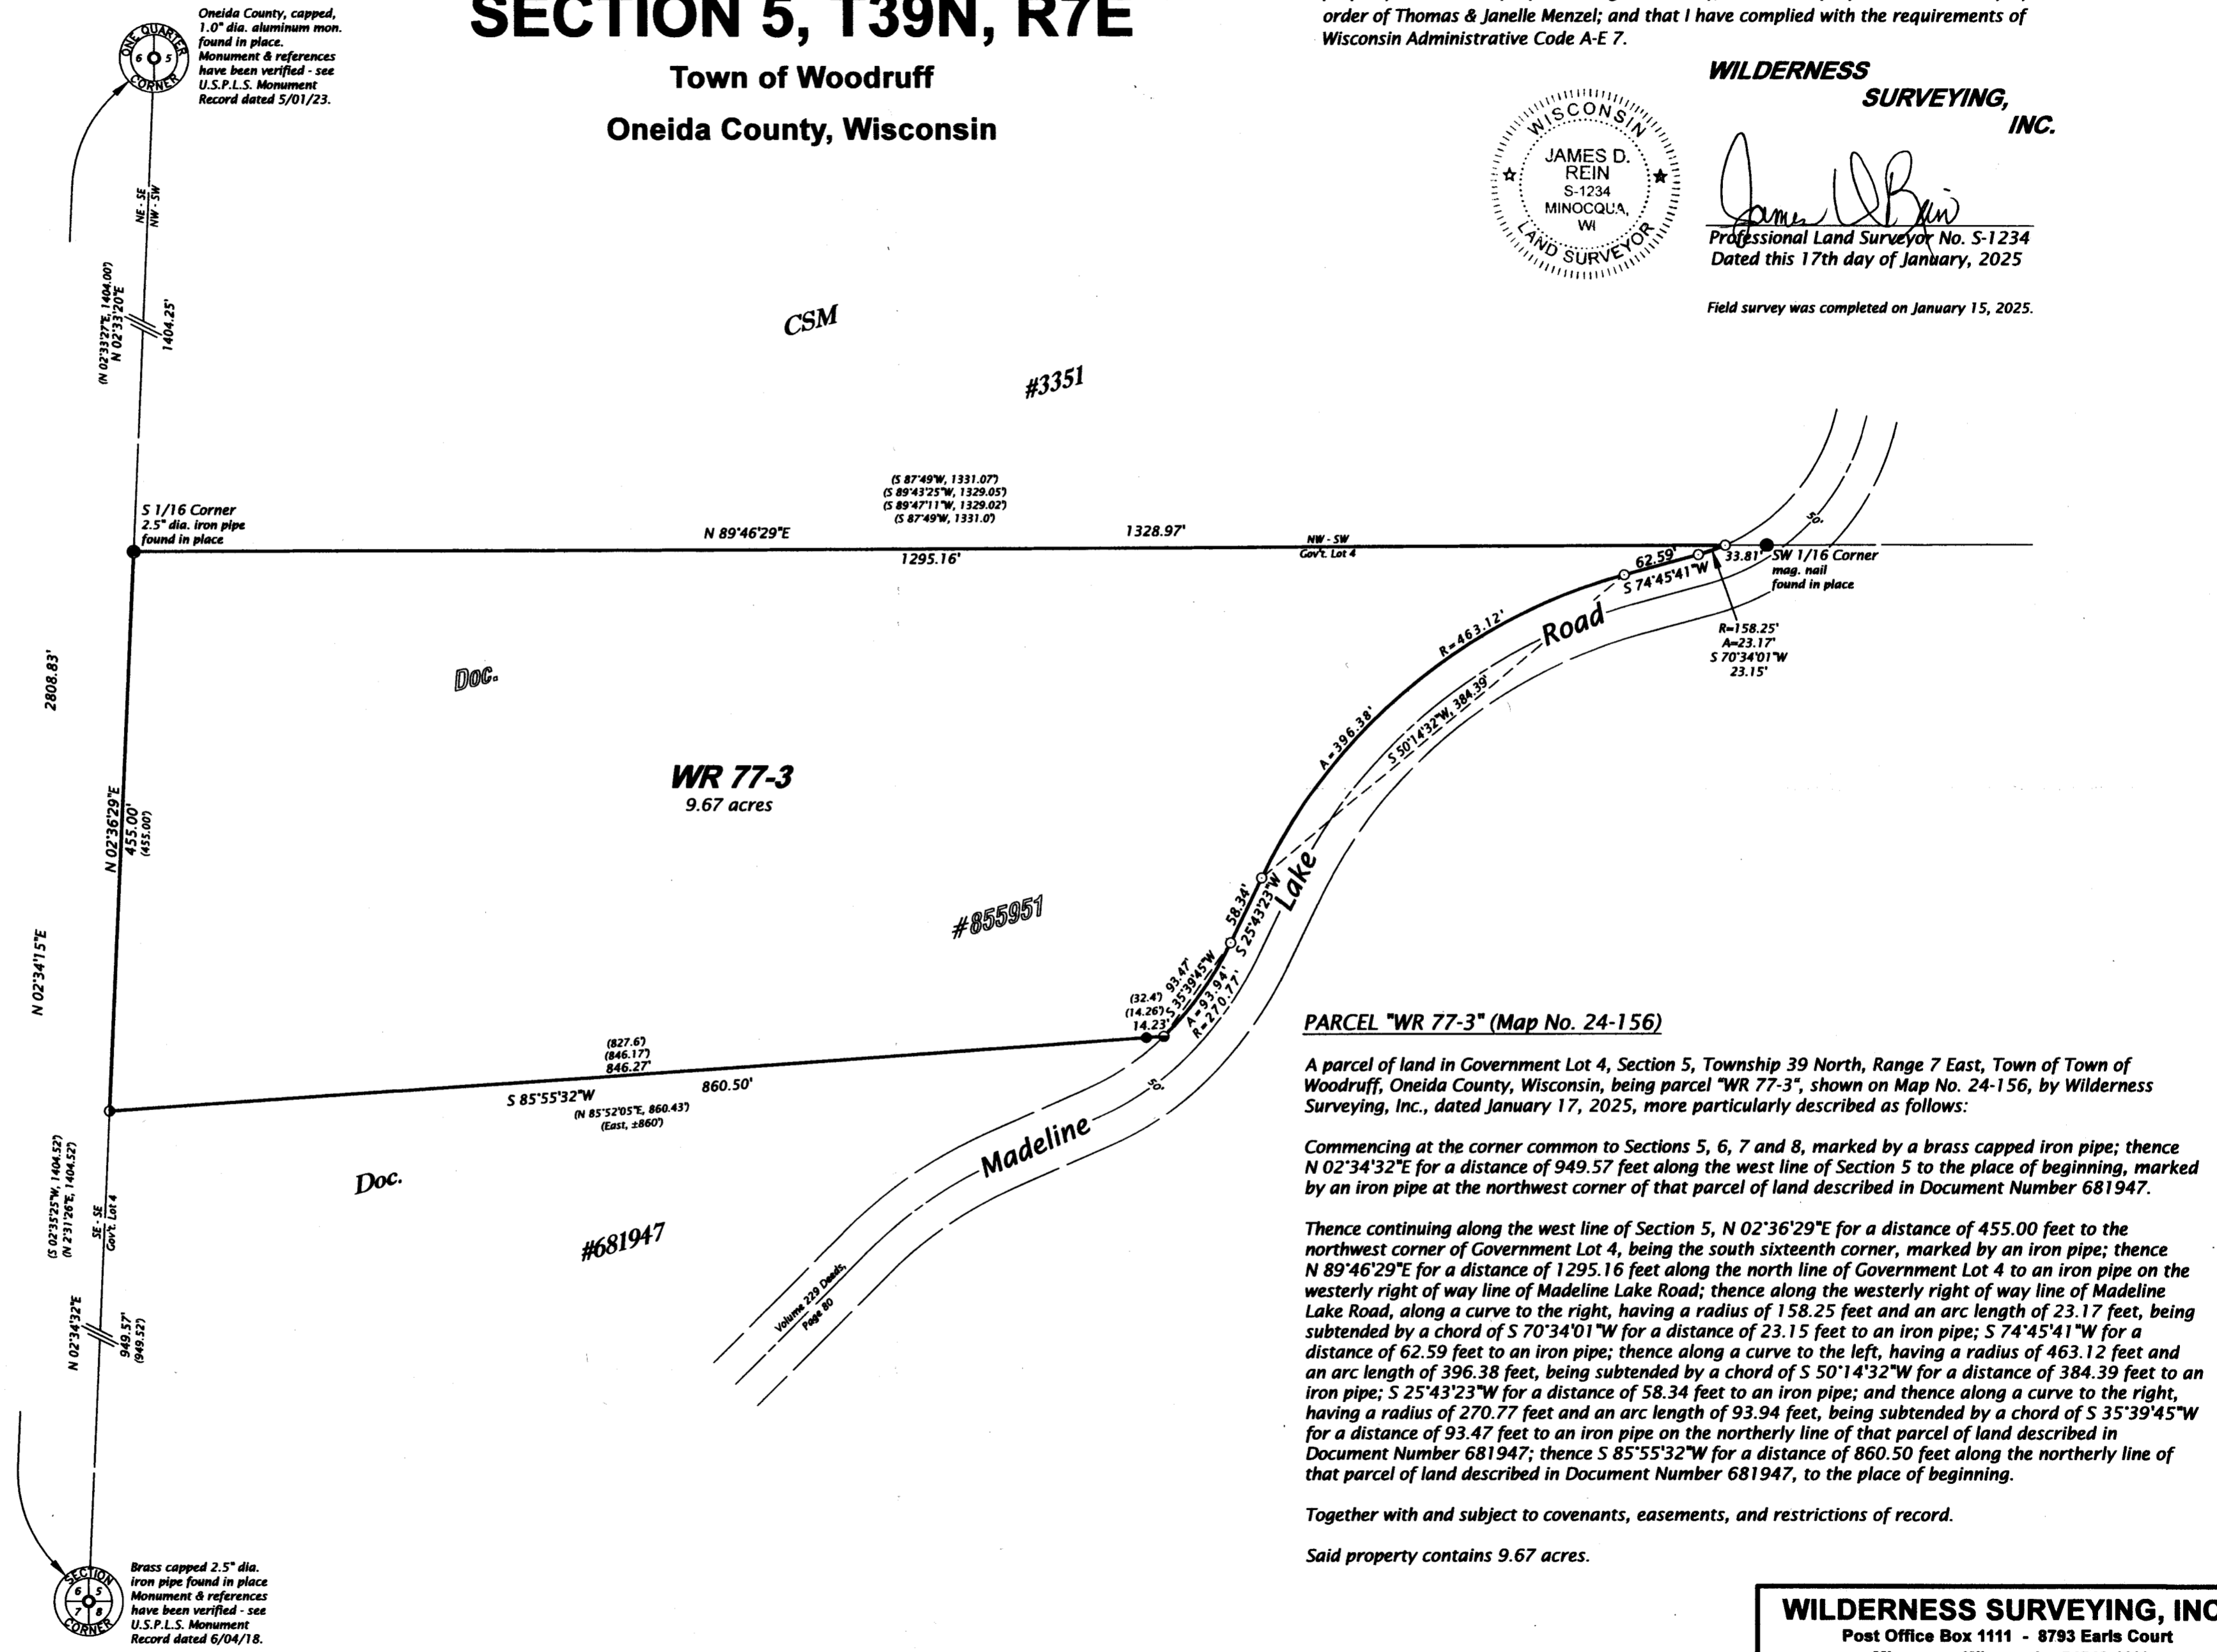 Oneida County, capped,
1.0" dia. aluminum mon.
found in place.
Monument & references
have been verified - see
U.S.P.L.S. Monument
Record dated 5/01/23.
ONE QUARTER
6 5
CORNER
SECTION 5, T39N, R7E
Town of Woodruff
Oneida County, Wisconsin
order of Thomas & Janelle Menzel; and that I have complied with the requirements of
Wisconsin Administrative Code A-E 7.
WILDERNESS
SURVEYING,
INC.
WISCONSIN
JAMES D.
REIN
S-1234
MINOCQUA,
WI
LAND SURVEYOR
Professional Land Surveyor No. S-1234
Dated this 17th day of January, 2025
Field survey was completed on January 15, 2025.
NE - SE
NW - SW
(N 02°33'27"E, 1404.00')
N 02°33'20"E
1404.25'
CSM
#3351
S 1/16 Corner
2.5" dia. iron pipe
found in place
(S 87°49'W, 1331.07')
(S 89°43'25"W, 1329.05')
(S 89°47'11"W, 1329.02')
(S 87°49'W, 1331.0')
N 89°46'29"E
1328.97'
1295.16'
NW - SW
Gov't. Lot 4
62.59'
S 74°45'41"W
33.81'
SW 1/16 Corner
mag. nail
found in place
50'
R=158.25'
A=23.17'
S 70°34'01"W
23.15'
Road
R=463.12'
A=396.38'
S 50°14'32"W, 384.39'
2808.83'
N 02°34'15"E
N 02°36'29"E
455.00'
(455.00')
Doc.
WR 77-3
9.67 acres
#855951
58.34'
S 25°43'23"W
Lake
93.47'
S 35°39'45"W
A=93.94'
R=270.77'
(32.4')
(14.26')
14.23'
(827.6')
(846.17')
846.27'
860.50'
S 85°55'32"W
(N 85°52'05"E, 860.43')
(East, ±860')
50'
Madeline
Doc.
#681947
Volume 229 Deeds,
Page 80
(S 02°35'25"W, 1404.52')
(N 2°31'26"E, 1404.52')
SE - SE
Gov't. Lot 4
N 02°34'32"E
949.57'
(949.52')
SECTION
6 5
7 8
CORNER
Brass capped 2.5" dia.
iron pipe found in place
Monument & references
have been verified - see
U.S.P.L.S. Monument
Record dated 6/04/18.
PARCEL "WR 77-3" (Map No. 24-156)
A parcel of land in Government Lot 4, Section 5, Township 39 North, Range 7 East, Town of Town of
Woodruff, Oneida County, Wisconsin, being parcel "WR 77-3", shown on Map No. 24-156, by Wilderness
Surveying, Inc., dated January 17, 2025, more particularly described as follows:
Commencing at the corner common to Sections 5, 6, 7 and 8, marked by a brass capped iron pipe; thence
N 02°34'32"E for a distance of 949.57 feet along the west line of Section 5 to the place of beginning, marked
by an iron pipe at the northwest corner of that parcel of land described in Document Number 681947.
Thence continuing along the west line of Section 5, N 02°36'29"E for a distance of 455.00 feet to the
northwest corner of Government Lot 4, being the south sixteenth corner, marked by an iron pipe; thence
N 89°46'29"E for a distance of 1295.16 feet along the north line of Government Lot 4 to an iron pipe on the
westerly right of way line of Madeline Lake Road; thence along the westerly right of way line of Madeline
Lake Road, along a curve to the right, having a radius of 158.25 feet and an arc length of 23.17 feet, being
subtended by a chord of S 70°34'01"W for a distance of 23.15 feet to an iron pipe; S 74°45'41"W for a
distance of 62.59 feet to an iron pipe; thence along a curve to the left, having a radius of 463.12 feet and
an arc length of 396.38 feet, being subtended by a chord of S 50°14'32"W for a distance of 384.39 feet to an
iron pipe; S 25°43'23"W for a distance of 58.34 feet to an iron pipe; and thence along a curve to the right,
having a radius of 270.77 feet and an arc length of 93.94 feet, being subtended by a chord of S 35°39'45"W
for a distance of 93.47 feet to an iron pipe on the northerly line of that parcel of land described in
Document Number 681947; thence S 85°55'32"W for a distance of 860.50 feet along the northerly line of
that parcel of land described in Document Number 681947, to the place of beginning.
Together with and subject to covenants, easements, and restrictions of record.
Said property contains 9.67 acres.
WILDERNESS SURVEYING, INC
Post Office Box 1111 - 8793 Earls Court